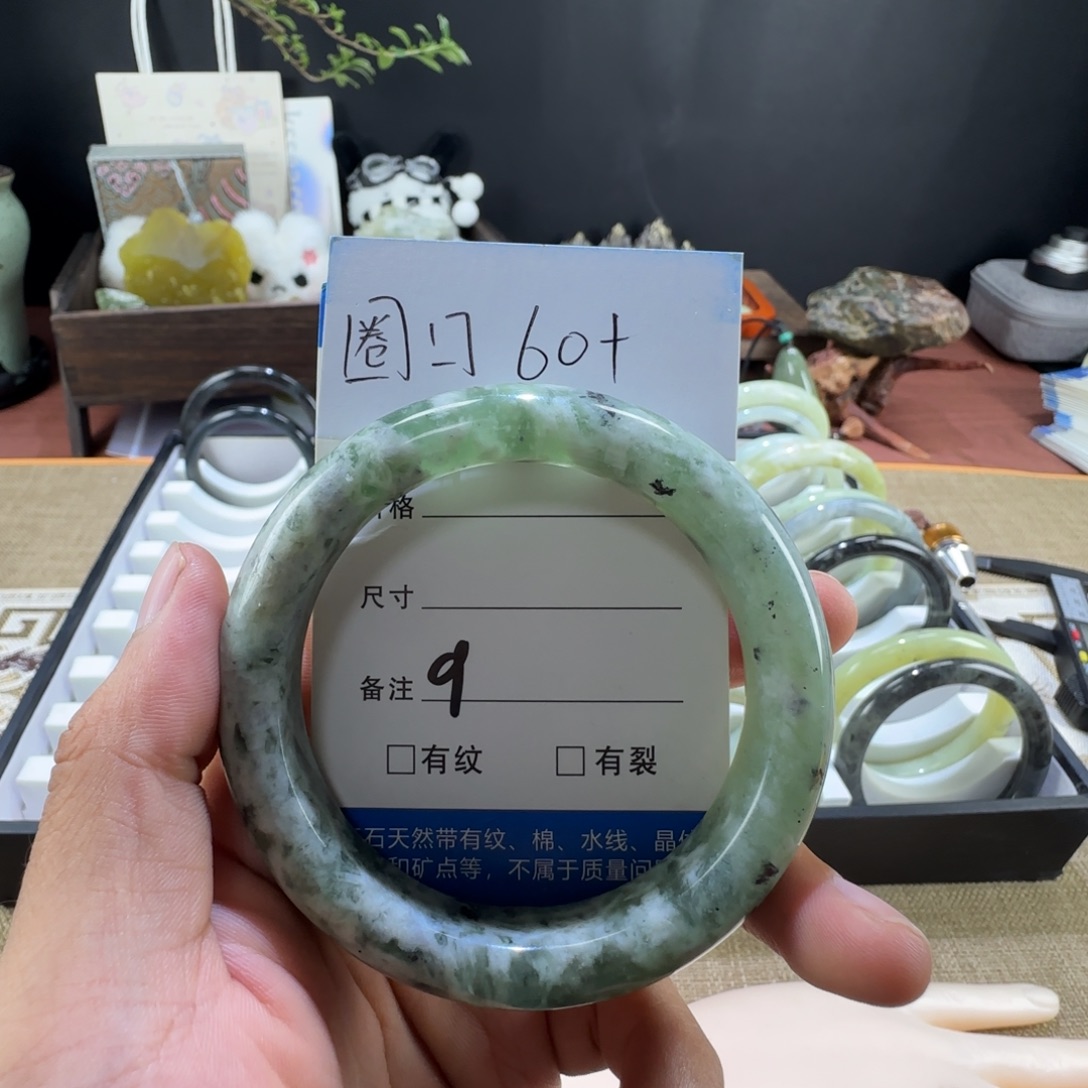 圈口 60+
格
尺寸
备注 9
□有纹 □有裂
石天然带有纹、棉、水线、晶
和矿点等，不属于质量问